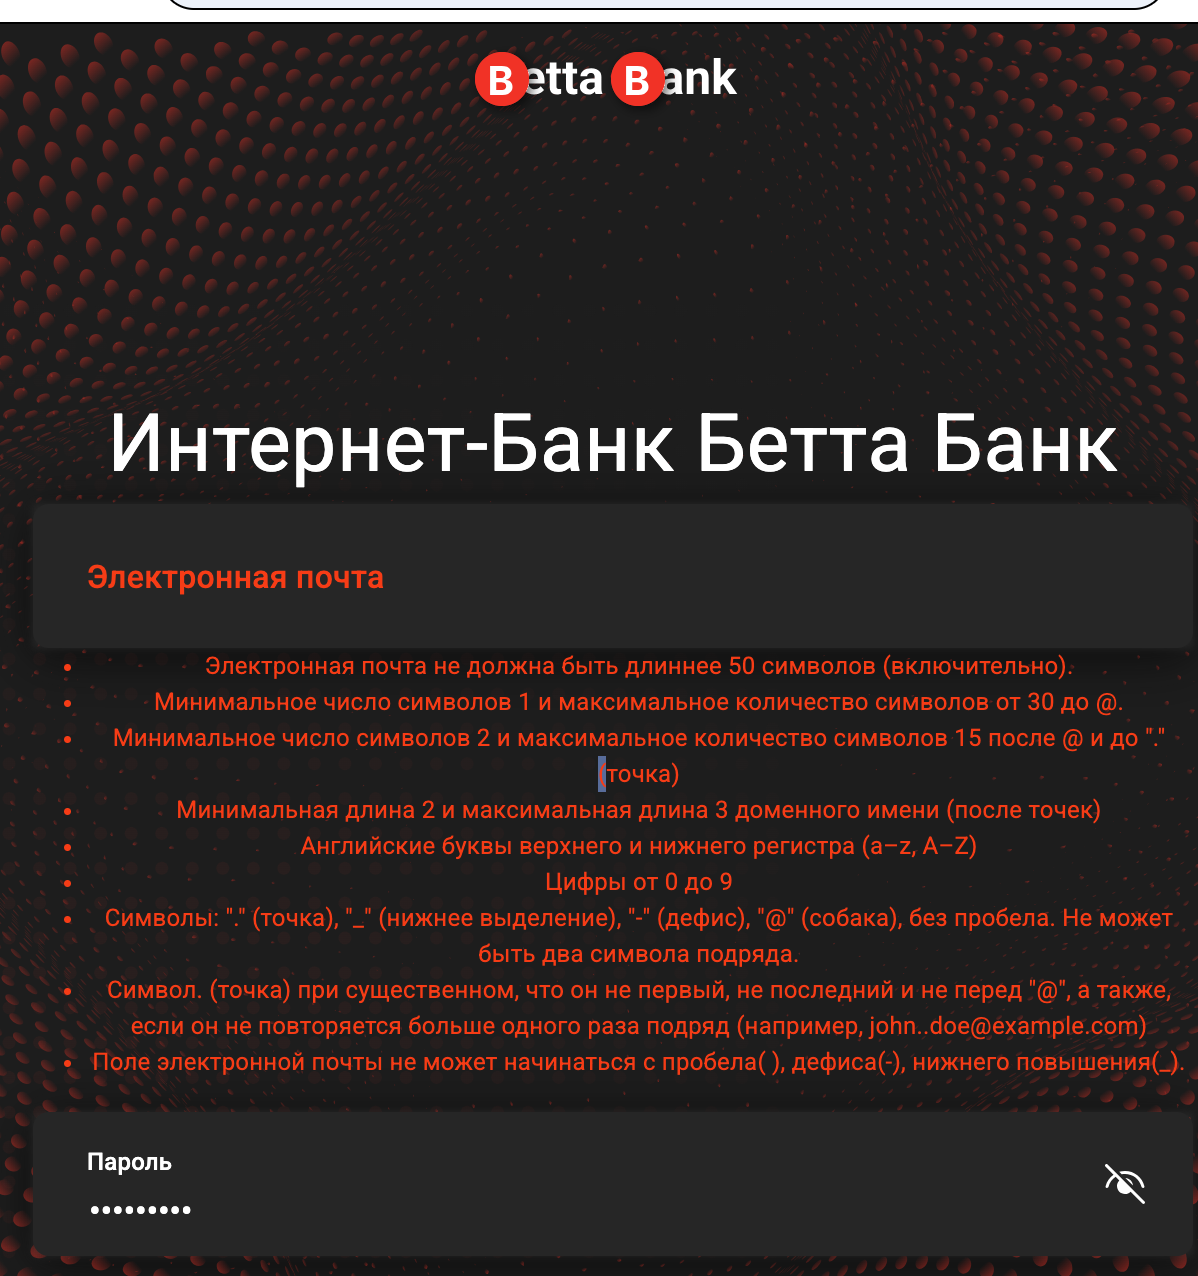 Betta Bank
Интернет-Банк Бетта Банк
Электронная почта
Электронная почта не должна быть длиннее 50 символов (включительно).
Минимальное число символов 1 и максимальное количество символов от 30 до @.
Минимальное число символов 2 и максимальное количество символов 15 после @ и до "."
(точка)
Минимальная длина 2 и максимальная длина 3 доменного имени (после точек)
Английские буквы верхнего и нижнего регистра (a–z, A–Z)
Цифры от 0 до 9
Символы: "." (точка), "_" (нижнее выделение), "-" (дефис), "@" (собака), без пробела. Не может
быть два символа подряда.
Символ. (точка) при существенном, что он не первый, не последний и не перед "@", а также,
если он не повторяется больше одного раза подряд (например, john..doe@example.com)
Поле электронной почты не может начинаться с пробела( ), дефиса(-), нижнего повышения(_).
Пароль